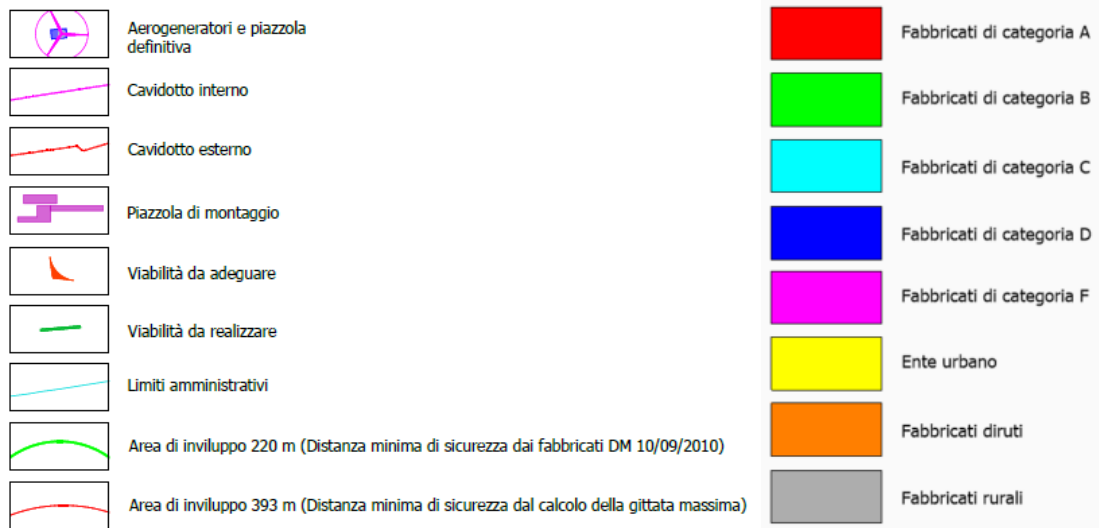 Aerogeneratori e piazzola
definitiva
Cavidotto interno
Cavidotto esterno
Piazzola di montaggio
Viabilità da adeguare
Viabilità da realizzare
Limiti amministrativi
Area di inviluppo 220 m (Distanza minima di sicurezza dai fabbricati DM 10/09/2010)
Area di inviluppo 393 m (Distanza minima di sicurezza dal calcolo della gittata massima)
Fabbricati di categoria A
Fabbricati di categoria B
Fabbricati di categoria C
Fabbricati di categoria D
Fabbricati di categoria F
Ente urbano
Fabbricati diruti
Fabbricati rurali